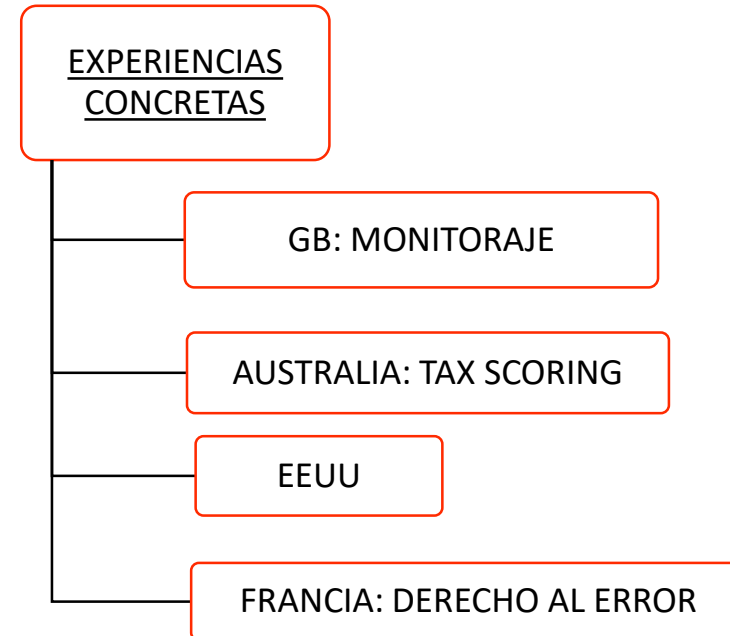 EXPERIENCIAS
CONCRETAS
GB: MONITORAJE
AUSTRALIA: TAX SCORING
EEUU
FRANCIA: DERECHO AL ERROR